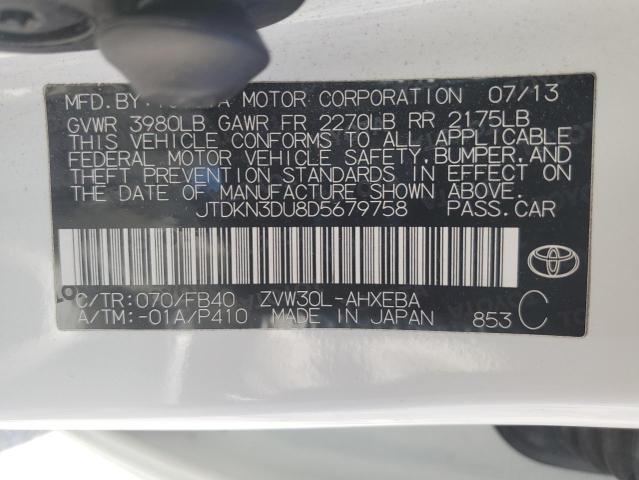 MFD.BY: TOYOTA MOTOR CORPORATION 07/13
GVWR 3980LB GAWR FR 2270LB RR 2175LB
THIS VEHICLE CONFORMS TO ALL APPLICABLE
FEDERAL MOTOR VEHICLE SAFETY, BUMPER, AND
THEFT PREVENTION STANDARDS IN EFFECT ON
THE DATE OF MANUFACTURE SHOWN ABOVE.
JTDKN3DU8D5679758 PASS.CAR
C/TR:070/FB40 ZVW30L-AHXEBA
A/TM:-01A/P410 MADE IN JAPAN 853 C